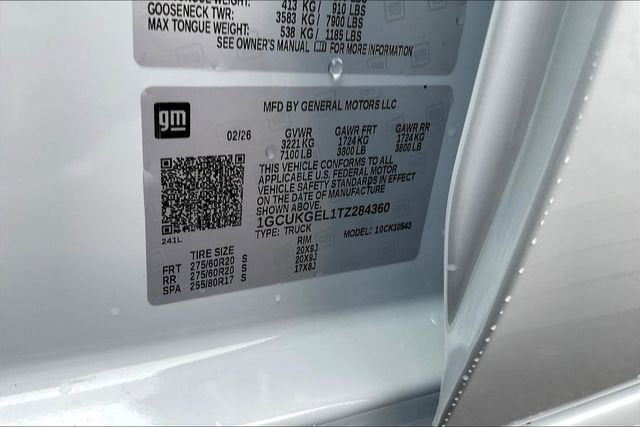 413 KG / 910 LBS
GOOSENECK TWR:
3583 KG / 7900 LBS
MAX TONGUE WEIGHT:
538 KG / 1185 LBS
SEE OWNER'S MANUAL FOR MORE INFORMATION
gm
MFD BY GENERAL MOTORS LLC
02/26 GVWR GAWR FRT GAWR RR
3221 KG 1724 KG 1724 KG
7100 LB 3800 LB 3800 LB
THIS VEHICLE CONFORMS TO ALL
APPLICABLE U.S. FEDERAL MOTOR
VEHICLE SAFETY STANDARDS IN EFFECT
ON THE DATE OF MANUFACTURE
SHOWN ABOVE.
1GCUKGEL1TZ284360
TYPE: TRUCK MODEL: 10CK10543
241L
TIRE SIZE RIM
FRT 275/60R20 S 20X9J
RR 275/60R20 S 20X9J
SPA 255/80R17 S 17X8J